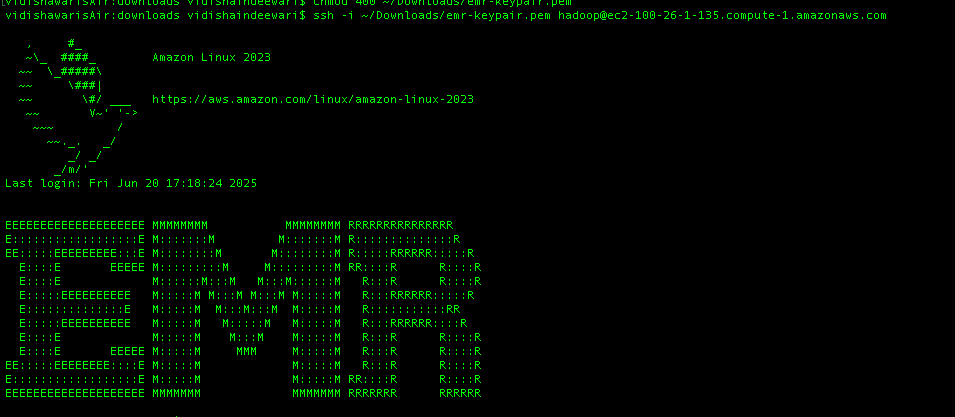 vidishawarisAir:downloads vidishaindeewari$ chmod 400 ~/Downloads/emr-keypair.pem
vidishawarisAir:downloads vidishaindeewari$ ssh -i ~/Downloads/emr-keypair.pem hadoop@ec2-100-26-1-135.compute-1.amazonaws.com
   ,     #_
   ~\_  ####_        Amazon Linux 2023
  ~~  \_#####\
  ~~     \###|
  ~~       \#/ ___   https://aws.amazon.com/linux/amazon-linux-2023
   ~~       V~' '->
    ~~~         /
      ~~._.   _/
         _/ _/
       _/m/'
Last login: Fri Jun 20 17:18:24 2025
EEEEEEEEEEEEEEEEEEEE MMMMMMMM           MMMMMMMM RRRRRRRRRRRRRRR
E::::::::::::::::::E M:::::::M         M:::::::M R::::::::::::::R
EE:::::EEEEEEEEE:::E M::::::::M       M::::::::M R:::::RRRRRR:::::R
  E::::E       EEEEE M:::::::::M     M:::::::::M RR::::R      R::::R
  E::::E             M::::::M:::M   M:::M::::::M   R:::R      R::::R
  E:::::EEEEEEEEEE   M:::::M M:::M M:::M M:::::M   R:::RRRRRR:::::R
  E::::::::::::::E   M:::::M  M:::M:::M  M:::::M   R:::::::::::RR
  E:::::EEEEEEEEEE   M:::::M   M:::::M   M:::::M   R:::RRRRRR::::R
  E::::E             M:::::M    M:::M    M:::::M   R:::R      R::::R
  E::::E       EEEEE M:::::M     MMM     M:::::M   R:::R      R::::R
EE:::::EEEEEEEE::::E M:::::M             M:::::M   R:::R      R::::R
E::::::::::::::::::E M:::::M             M:::::M RR::::R      R::::R
EEEEEEEEEEEEEEEEEEEE MMMMMMM             MMMMMMM RRRRRRR      RRRRRR